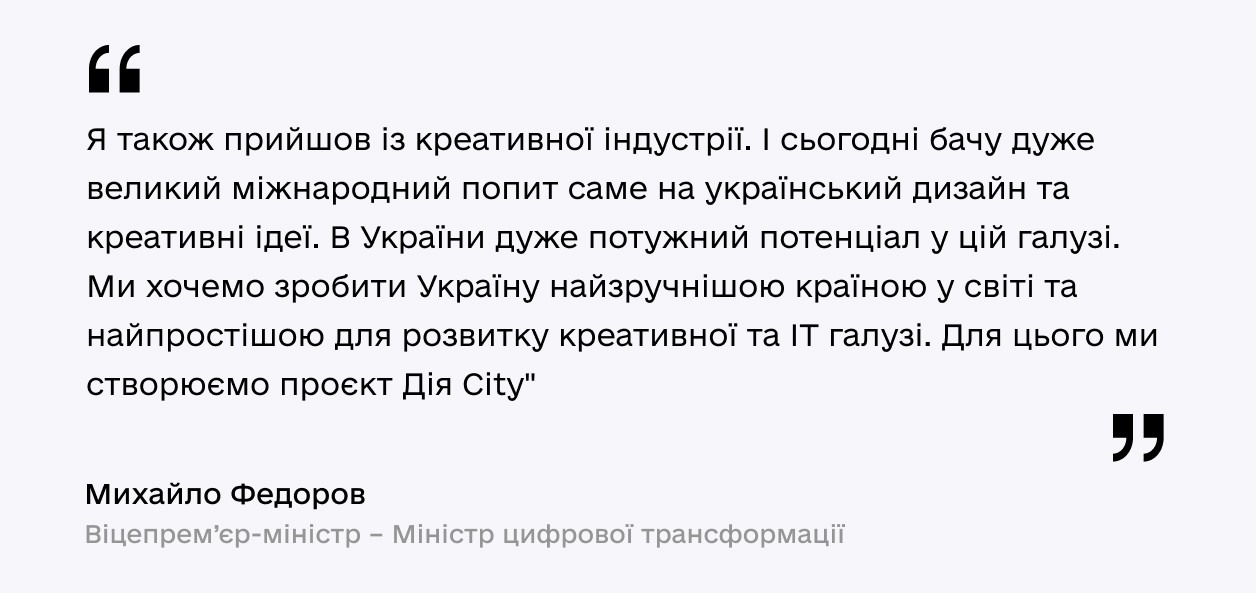 “
Я також прийшов із креативної індустрії. І сьогодні бачу дуже
великий міжнародний попит саме на український дизайн та
креативні ідеї. В України дуже потужний потенціал у цій галузі.
Ми хочемо зробити Україну найзручнішою країною у світі та
найпростішою для розвитку креативної та ІТ галузі. Для цього ми
створюємо проєкт Дія City"
”
Михайло Федоров
Віцепрем’єр-міністр – Міністр цифрової трансформації